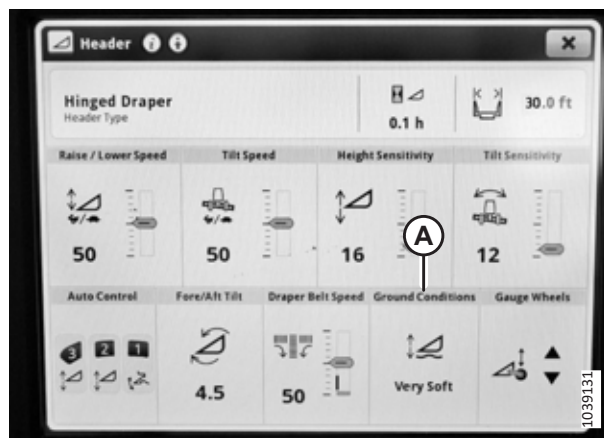 Header
Hinged Draper
Header Type
0.1 h
30.0 ft
Raise / Lower Speed
Tilt Speed
Height Sensitivity
Tilt Sensitivity
A
50
50
16
12
Auto Control
Fore/Aft Tilt
Draper Belt Speed
Ground Conditions
Gauge Wheels
3 2 1
4.5
50
Very Soft
1039131